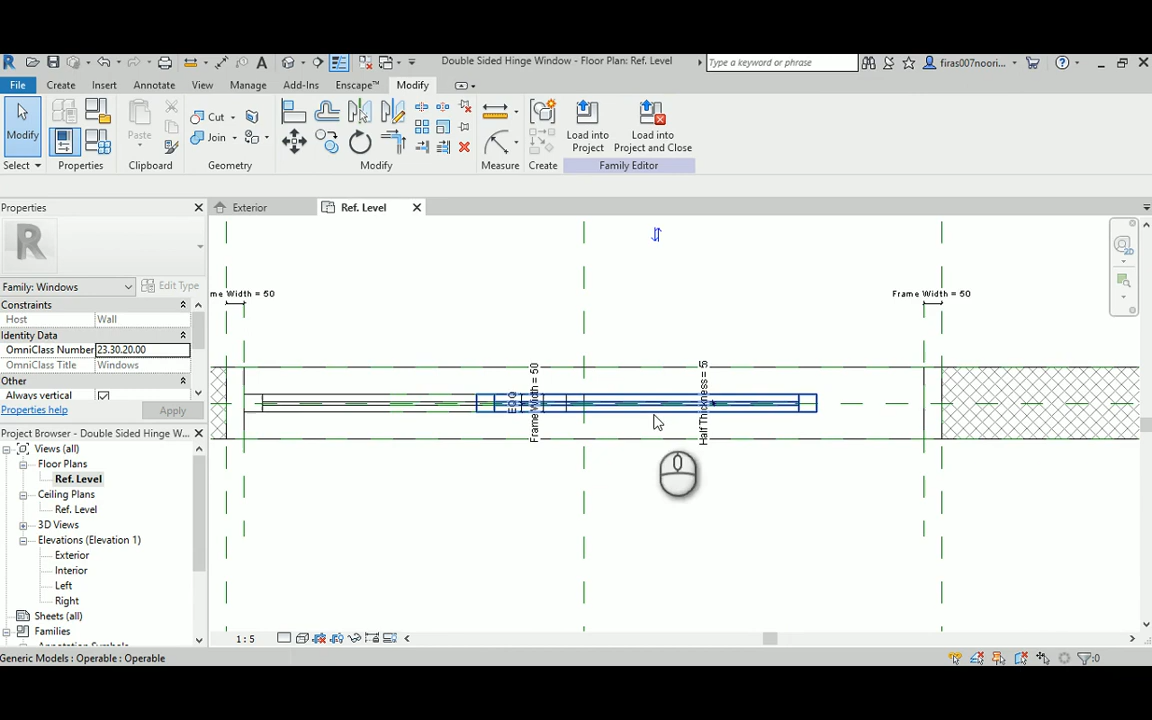 Double Sided Hinge Window - Floor Plan: Ref. Level
Type a keyword or phrase
firas007noori...
File
Create
Insert
Annotate
View
Manage
Add-Ins
Enscape™
Modify
Modify
Paste
Cut
Join
Load into
Project
Load into
Project and Close
Select
Properties
Clipboard
Geometry
Modify
Measure
Create
Family Editor
Properties
Exterior
Ref. Level
Family: Windows
Edit Type
Constraints
Host
Wall
Identity Data
OmniClass Number
23.30.20.00
OmniClass Title
Windows
Other
Always vertical
Properties help
Apply
Project Browser - Double Sided Hinge W...
Views (all)
Floor Plans
Ref. Level
Ceiling Plans
Ref. Level
3D Views
Elevations (Elevation 1)
Exterior
Interior
Left
Right
Sheets (all)
Families
me Width = 50
Frame Width = 50
EQ
Frame Width = 50
Half Thickness = 5
1:5
Generic Models : Operable : Operable
:0